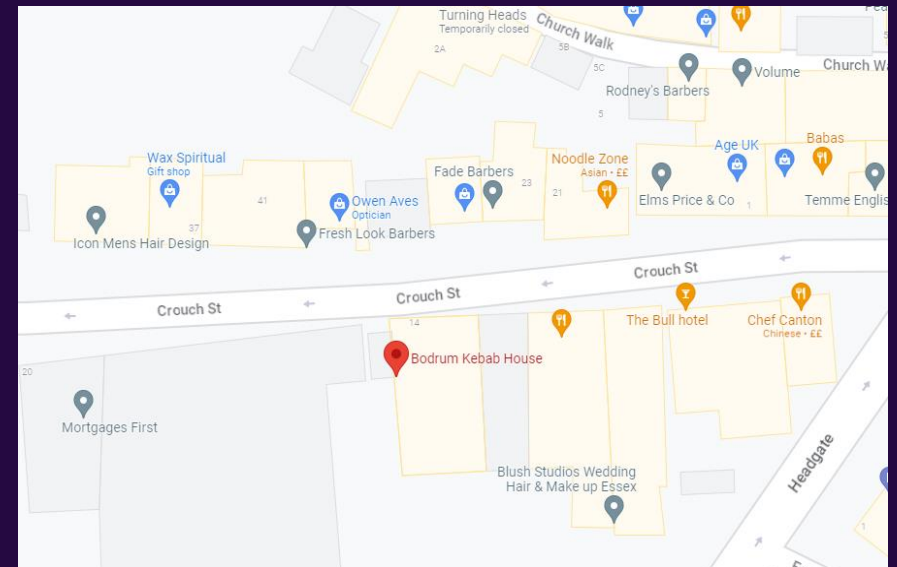 Turning Heads
Temporarily closed
Church Walk
2A
5B
5C
Church Wa
Volume
Rodney's Barbers
5
Wax Spiritual
Gift shop
Fade Barbers
Noodle Zone
Asian • ££
Age UK
Babas
41
23
21
Owen Aves
Optician
Elms Price & Co
1
Temme Englis
37
Icon Mens Hair Design
Fresh Look Barbers
Crouch St
Crouch St
Crouch St
14
The Bull hotel
Chef Canton
Chinese • ££
Bodrum Kebab House
20
Mortgages First
Headgate
Blush Studios Wedding
Hair & Make up Essex
1